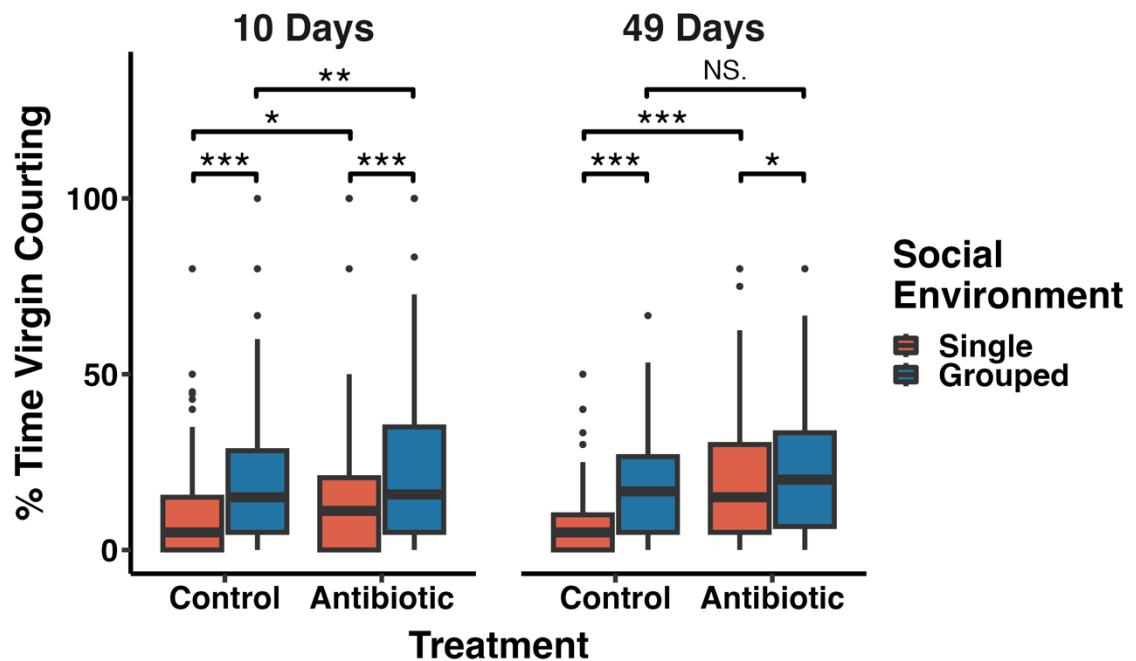 10 Days
49 Days
** NS.
* ***
*** *** *** *
% Time Virgin Courting
100
50
0
Control Antibiotic Control Antibiotic
Treatment
Social
Environment
Single
Grouped